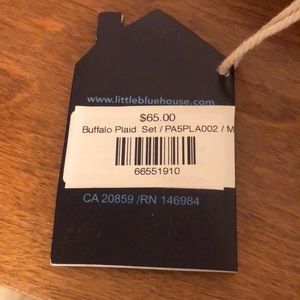 www.littlebluehouse.com
$65.00
Buffalo Plaid Set / PA5PLA002 / M
66551910
CA 20859 /RN 146984